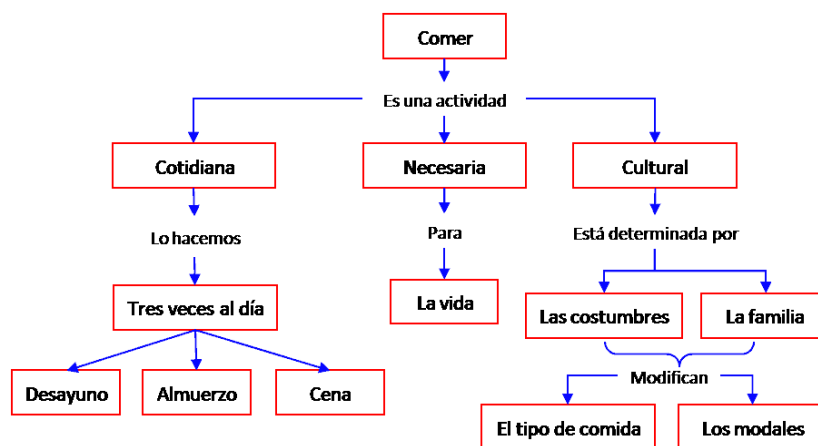 Comer
Es una actividad
Cotidiana
Necesaria
Cultural
Lo hacemos
Para
Está determinada por
Tres veces al día
La vida
Las costumbres
La familia
Desayuno
Almuerzo
Cena
Modifican
El tipo de comida
Los modales